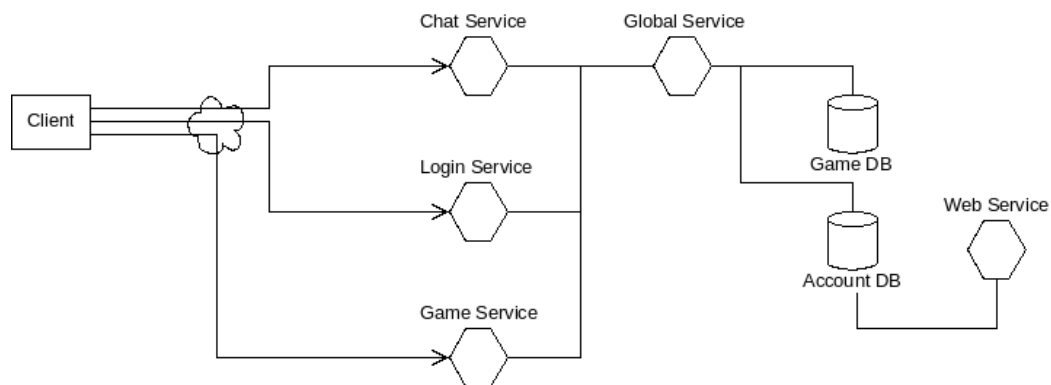 Chat Service
Global Service
Client
Game DB
Login Service
Web Service
Account DB
Game Service